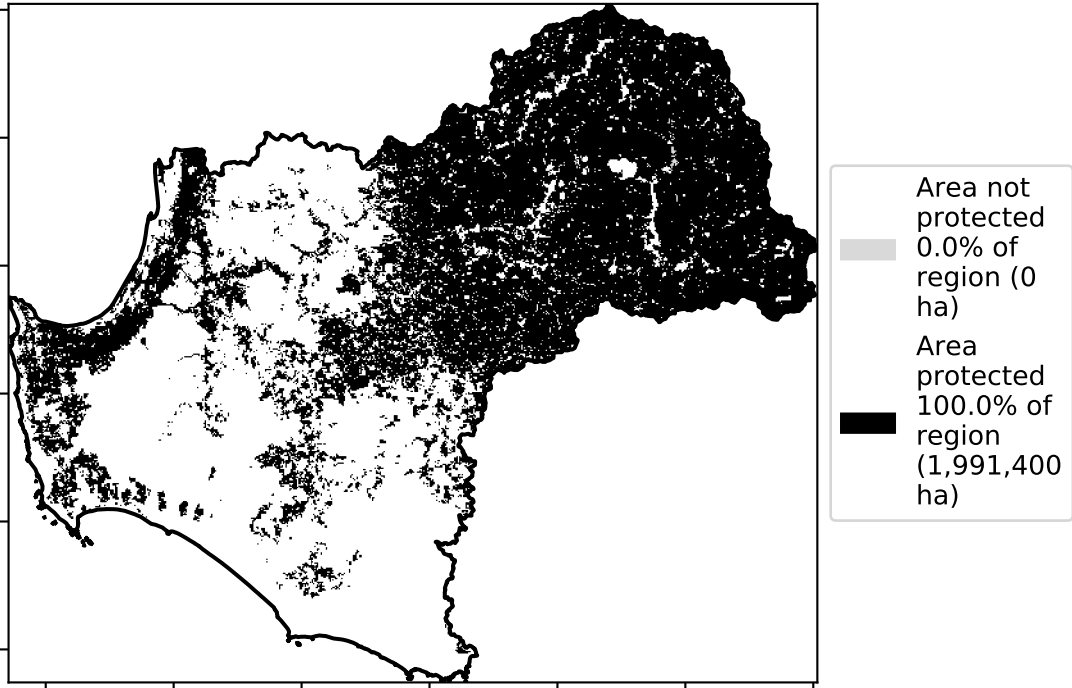 Area not
protected
0.0% of
region (0
ha)
Area
protected
100.0% of
region
(1,991,400
ha)